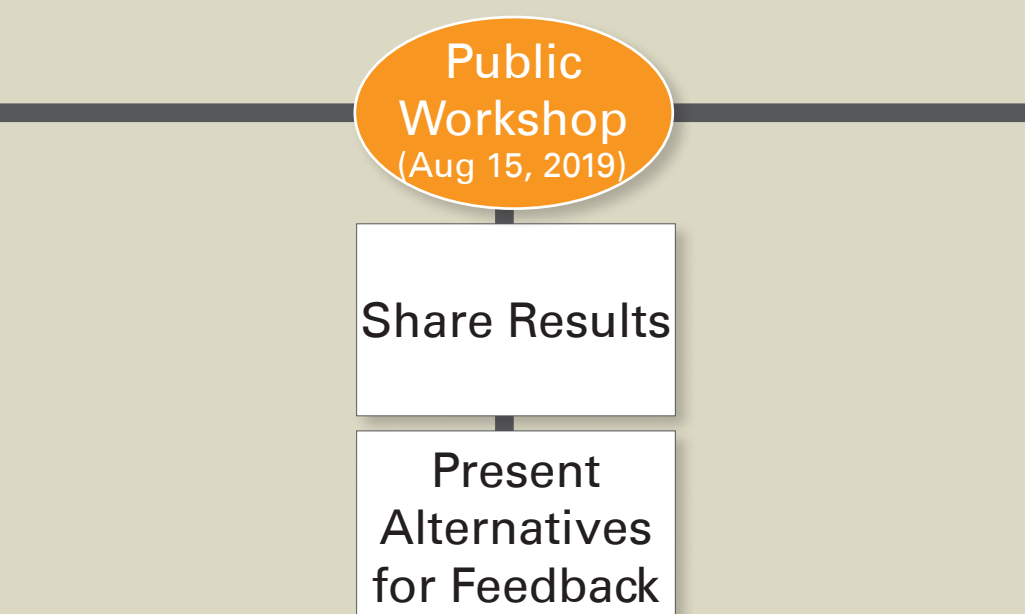 Public
Workshop
(Aug 15, 2019)
Share Results
Present
Alternatives
for Feedback